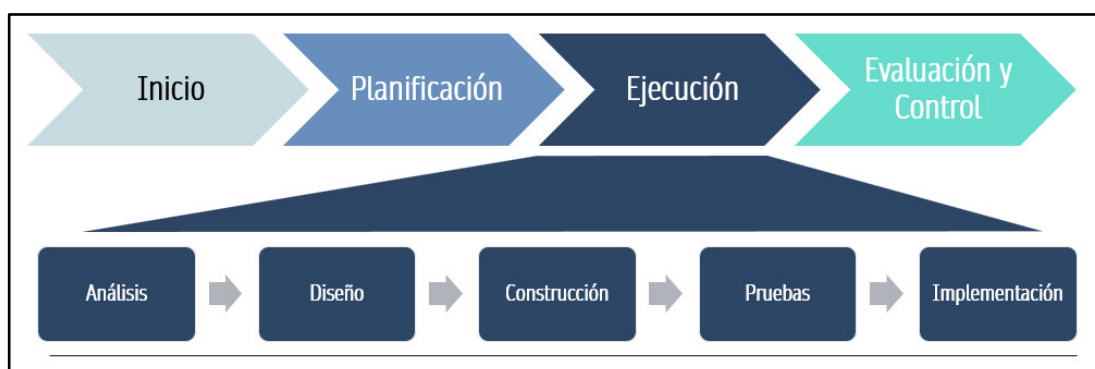 Inicio
Planificación
Ejecución
Evaluación y
Control
Análisis
Diseño
Construcción
Pruebas
Implementación